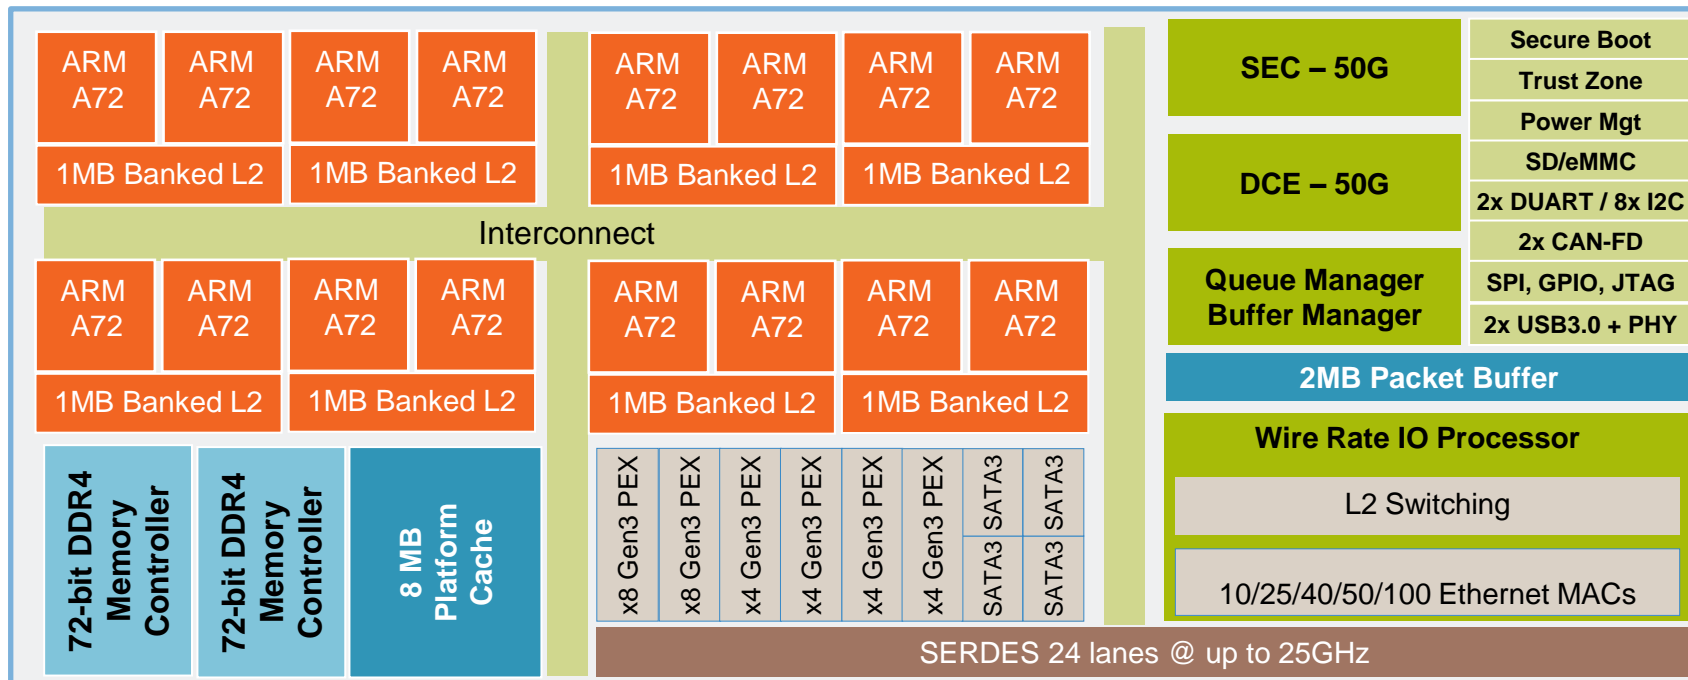 ARM
A72
ARM
A72
ARM
A72
ARM
A72
1MB Banked L2
1MB Banked L2
ARM
A72
ARM
A72
ARM
A72
ARM
A72
1MB Banked L2
1MB Banked L2
Interconnect
ARM
A72
ARM
A72
ARM
A72
ARM
A72
1MB Banked L2
1MB Banked L2
ARM
A72
ARM
A72
ARM
A72
ARM
A72
1MB Banked L2
1MB Banked L2
72-bit DDR4
Memory
Controller
72-bit DDR4
Memory
Controller
8 MB
Platform
Cache
x8 Gen3 PEX
x8 Gen3 PEX
x4 Gen3 PEX
x4 Gen3 PEX
x4 Gen3 PEX
x4 Gen3 PEX
SATA3
SATA3
SATA3
SATA3
SERDES 24 lanes @ up to 25GHz
SEC – 50G
DCE – 50G
Queue Manager
Buffer Manager
Secure Boot
Trust Zone
Power Mgt
SD/eMMC
2x DUART / 8x I2C
2x CAN-FD
SPI, GPIO, JTAG
2x USB3.0 + PHY
2MB Packet Buffer
Wire Rate IO Processor
L2 Switching
10/25/40/50/100 Ethernet MACs